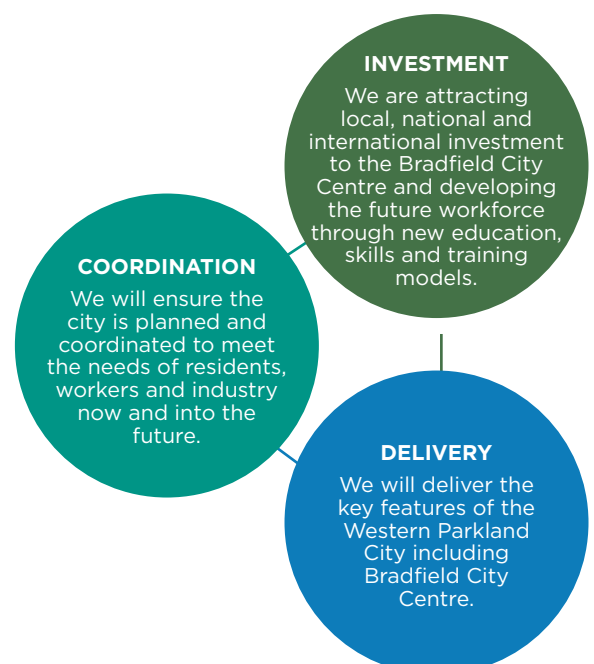 INVESTMENT
We are attracting
local, national and
international investment
to the Bradfield City
Centre and developing
the future workforce
through new education,
skills and training
models.
COORDINATION
We will ensure the
city is planned and
coordinated to meet
the needs of residents,
workers and industry
now and into the
future.
DELIVERY
We will deliver the
key features of the
Western Parkland
City including
Bradfield City
Centre.